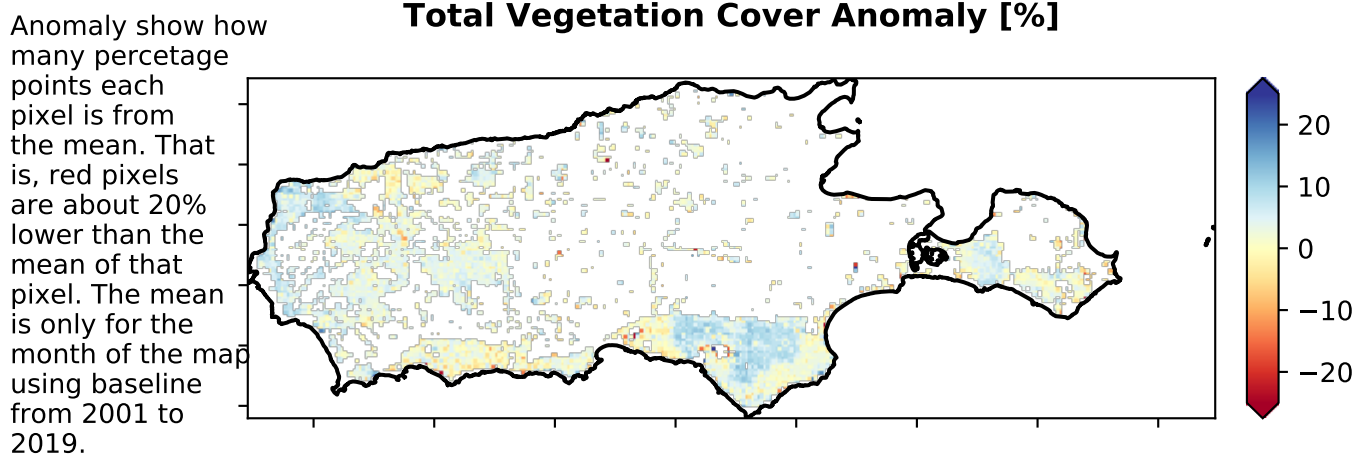 Total Vegetation Cover Anomaly [%]
Anomaly show how
many percetage
points each
pixel is from
the mean. That
is, red pixels
are about 20%
lower than the
mean of that
pixel. The mean
is only for the
month of the map
using baseline
from 2001 to
2019.
20
10
0
−10
−20